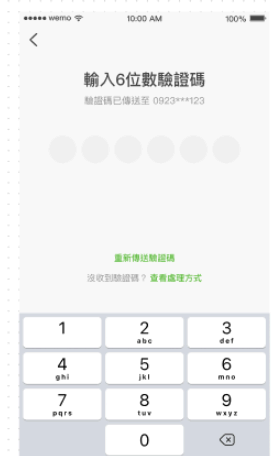 wemo 10:00 AM 100%
輸入6位數驗證碼
驗證碼已傳送至 0923***123
重新傳送驗證碼
沒收到驗證碼？ 查看處理方式
1 2 3
abc def
4 5 6
ghi jkl mno
7 8 9
pqrs tuv wxyz
0